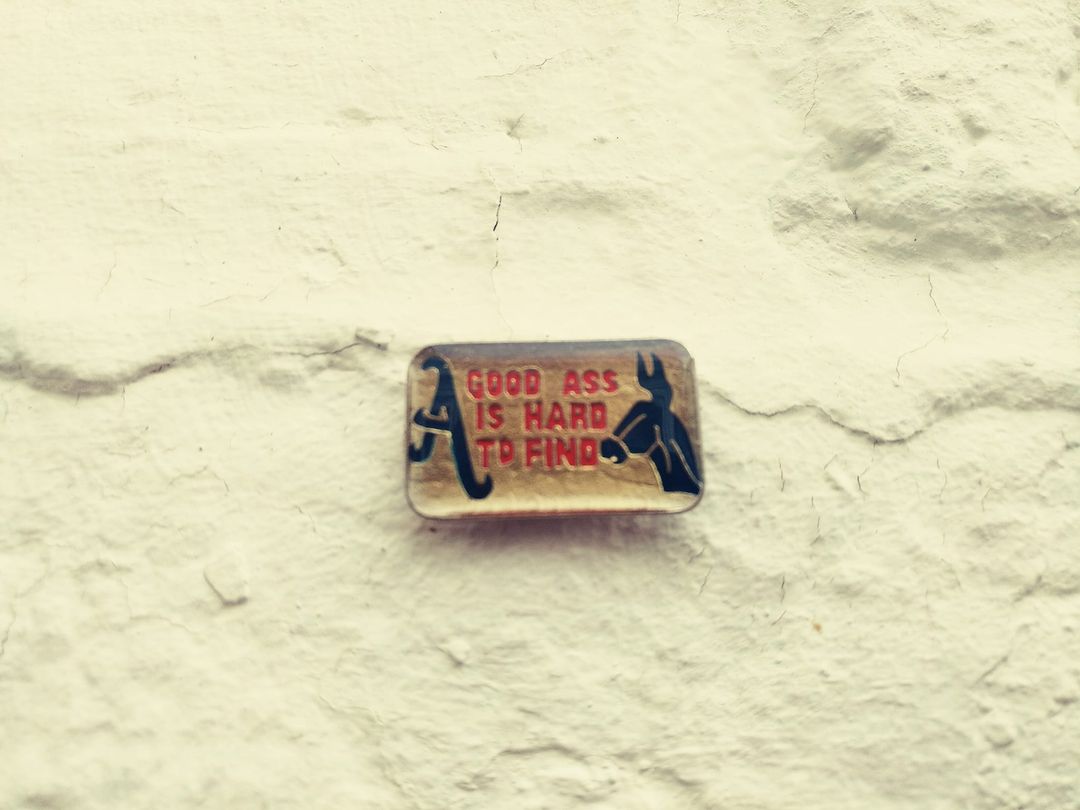 A GOOD ASS
IS HARD
TO FIND